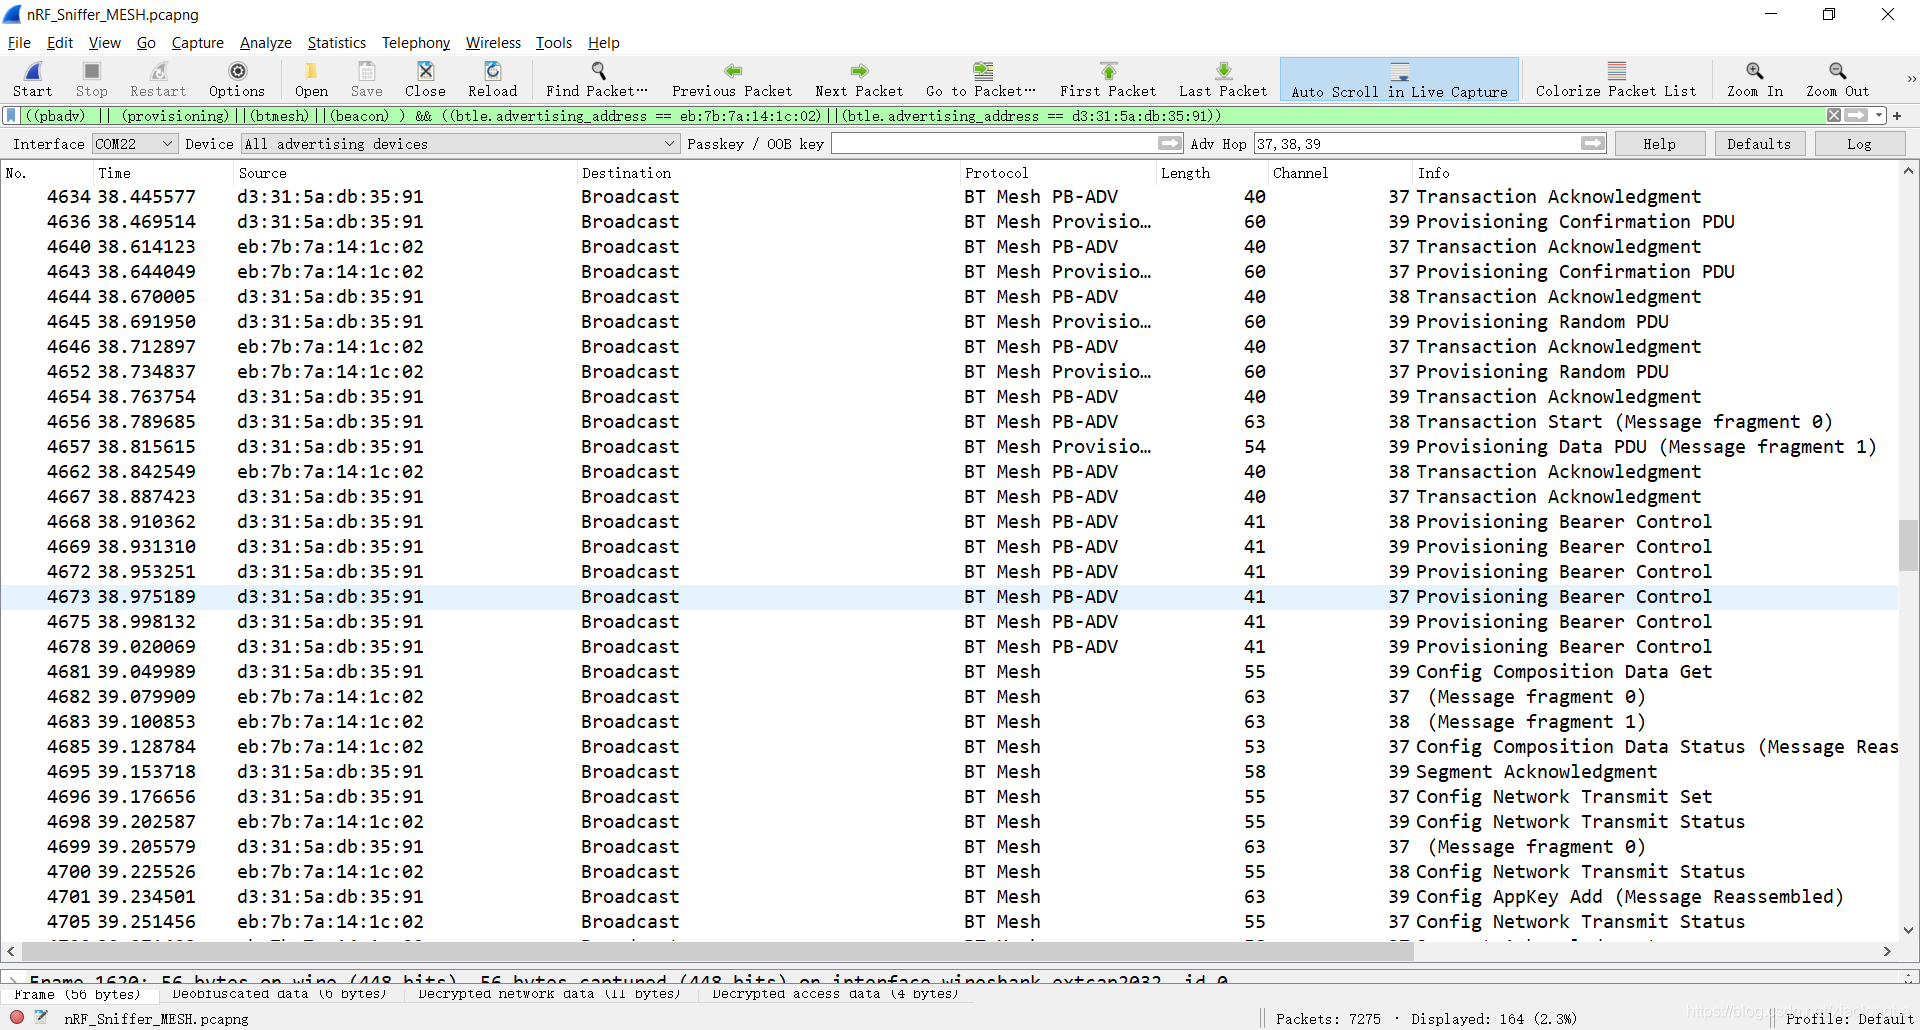 nRF_Sniffer_MESH.pcapng
File Edit View Go Capture Analyze Statistics Telephony Wireless Tools Help
Start Stop Restart Options Open Save Close Reload Find Packet… Previous Packet Next Packet Go to Packet… First Packet Last Packet Auto Scroll in Live Capture Colorize Packet List Zoom In Zoom Out »
((pbadv) || (provisioning)||(btmesh)||(beacon) ) && ((btle.advertising_address == eb:7b:7a:14:1c:02)||(btle.advertising_address == d3:31:5a:db:35:91)) +
Interface COM22 Device All advertising devices Passkey / OOB key Adv Hop 37,38,39 Help Defaults Log
No. Time Source Destination Protocol Length Channel Info
4634 38.445577 d3:31:5a:db:35:91 Broadcast BT Mesh PB-ADV 40 37 Transaction Acknowledgment
4636 38.469514 d3:31:5a:db:35:91 Broadcast BT Mesh Provisio… 60 39 Provisioning Confirmation PDU
4640 38.614123 eb:7b:7a:14:1c:02 Broadcast BT Mesh PB-ADV 40 37 Transaction Acknowledgment
4643 38.644049 eb:7b:7a:14:1c:02 Broadcast BT Mesh Provisio… 60 37 Provisioning Confirmation PDU
4644 38.670005 d3:31:5a:db:35:91 Broadcast BT Mesh PB-ADV 40 38 Transaction Acknowledgment
4645 38.691950 d3:31:5a:db:35:91 Broadcast BT Mesh Provisio… 60 39 Provisioning Random PDU
4646 38.712897 eb:7b:7a:14:1c:02 Broadcast BT Mesh PB-ADV 40 37 Transaction Acknowledgment
4652 38.734837 eb:7b:7a:14:1c:02 Broadcast BT Mesh Provisio… 60 37 Provisioning Random PDU
4654 38.763754 d3:31:5a:db:35:91 Broadcast BT Mesh PB-ADV 40 39 Transaction Acknowledgment
4656 38.789685 d3:31:5a:db:35:91 Broadcast BT Mesh PB-ADV 63 38 Transaction Start (Message fragment 0)
4657 38.815615 d3:31:5a:db:35:91 Broadcast BT Mesh Provisio… 54 39 Provisioning Data PDU (Message fragment 1)
4662 38.842549 eb:7b:7a:14:1c:02 Broadcast BT Mesh PB-ADV 40 38 Transaction Acknowledgment
4667 38.887423 d3:31:5a:db:35:91 Broadcast BT Mesh PB-ADV 40 37 Transaction Acknowledgment
4668 38.910362 d3:31:5a:db:35:91 Broadcast BT Mesh PB-ADV 41 38 Provisioning Bearer Control
4669 38.931310 d3:31:5a:db:35:91 Broadcast BT Mesh PB-ADV 41 39 Provisioning Bearer Control
4672 38.953251 d3:31:5a:db:35:91 Broadcast BT Mesh PB-ADV 41 39 Provisioning Bearer Control
4673 38.975189 d3:31:5a:db:35:91 Broadcast BT Mesh PB-ADV 41 37 Provisioning Bearer Control
4675 38.998132 d3:31:5a:db:35:91 Broadcast BT Mesh PB-ADV 41 39 Provisioning Bearer Control
4678 39.020069 d3:31:5a:db:35:91 Broadcast BT Mesh PB-ADV 41 39 Provisioning Bearer Control
4681 39.049989 d3:31:5a:db:35:91 Broadcast BT Mesh 55 39 Config Composition Data Get
4682 39.079909 eb:7b:7a:14:1c:02 Broadcast BT Mesh 63 37 (Message fragment 0)
4683 39.100853 eb:7b:7a:14:1c:02 Broadcast BT Mesh 63 38 (Message fragment 1)
4685 39.128784 eb:7b:7a:14:1c:02 Broadcast BT Mesh 53 37 Config Composition Data Status (Message Reas
4695 39.153718 d3:31:5a:db:35:91 Broadcast BT Mesh 58 39 Segment Acknowledgment
4696 39.176656 d3:31:5a:db:35:91 Broadcast BT Mesh 55 37 Config Network Transmit Set
4698 39.202587 eb:7b:7a:14:1c:02 Broadcast BT Mesh 55 39 Config Network Transmit Status
4699 39.205579 d3:31:5a:db:35:91 Broadcast BT Mesh 63 37 (Message fragment 0)
4700 39.225526 eb:7b:7a:14:1c:02 Broadcast BT Mesh 55 38 Config Network Transmit Status
4701 39.234501 d3:31:5a:db:35:91 Broadcast BT Mesh 63 39 Config AppKey Add (Message Reassembled)
4705 39.251456 eb:7b:7a:14:1c:02 Broadcast BT Mesh 55 37 Config Network Transmit Status
Frame 1620: 56 bytes on wire (448 bits), 56 bytes captured (448 bits) on interface wireshark_extcap2032, id 0
Frame (56 bytes) Deobfuscated data (6 bytes) Decrypted network data (11 bytes) Decrypted access data (4 bytes)
nRF_Sniffer_MESH.pcapng Packets: 7275 · Displayed: 164 (2.3%) Profile: Default